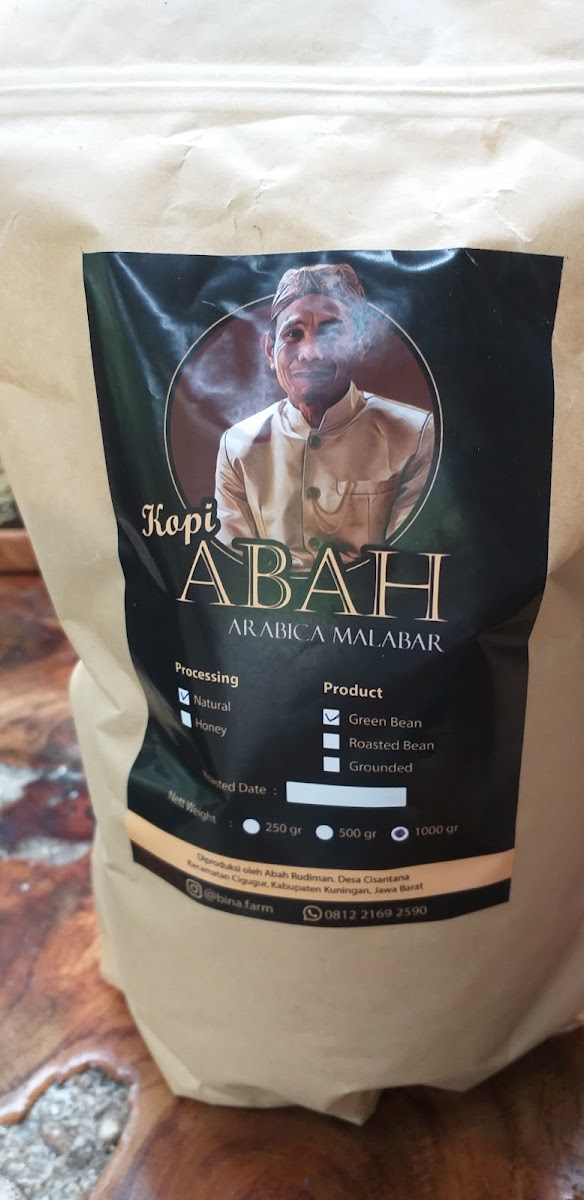 Kopi
ABAH
ARABICA MALABAR
Processing
Natural
Honey
Product
Green Bean
Roasted Bean
Grounded
Roasted Date :
Nett Weight : 250 gr 500 gr 1000 gr
Diproduksi oleh Abah Rudiman. Desa Cisantana
Kecamatan Cigugur, Kabupaten Kuningan, Jawa Barat
@bina.farm 0812 2169 2590